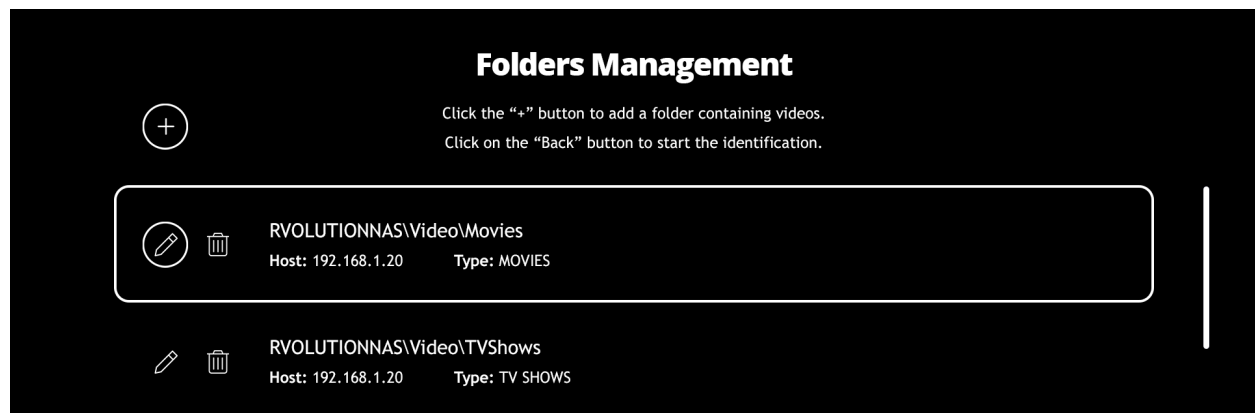 Folders Management
Click the “+” button to add a folder containing videos.
Click on the “Back” button to start the identification.
RVOLUTIONNAS\Video\Movies
Host: 192.168.1.20 Type: MOVIES
RVOLUTIONNAS\Video\TVShows
Host: 192.168.1.20 Type: TV SHOWS